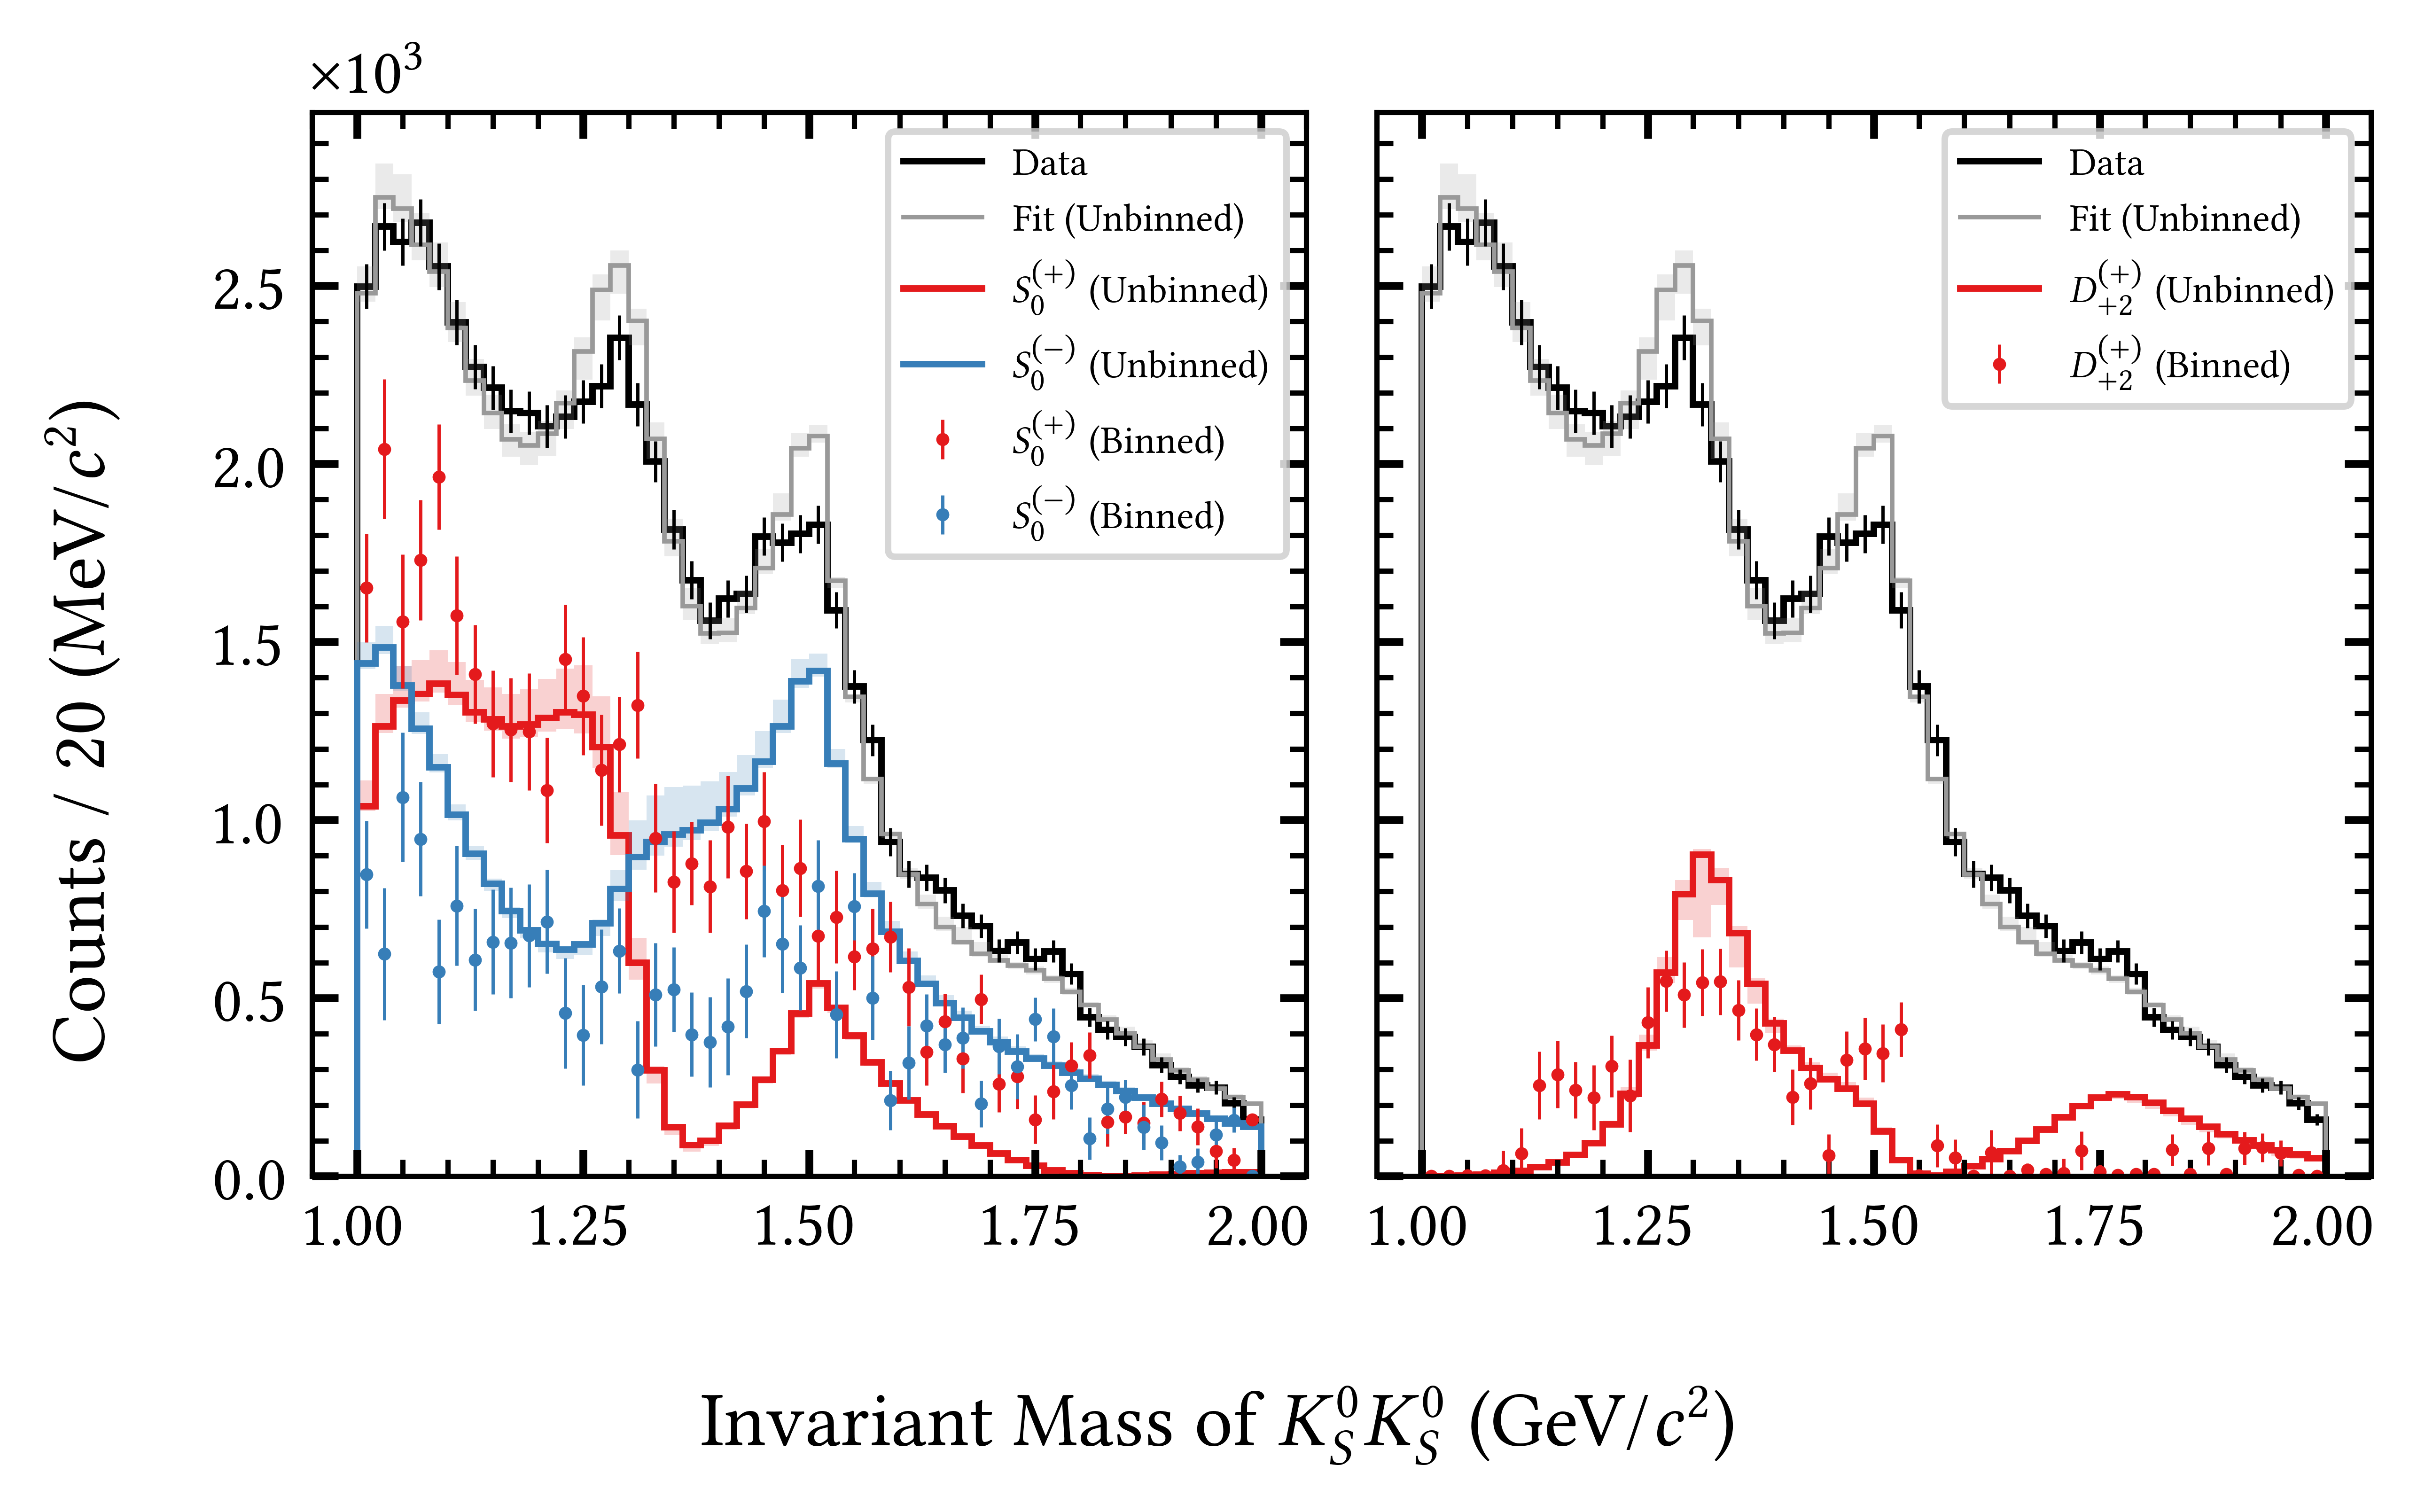 ×10³
Counts / 20 (MeV/c²)
2.5
2.0
1.5
1.0
0.5
0.0
1.00 1.25 1.50 1.75 2.00
Data
Fit (Unbinned)
S₀⁽⁺⁾ (Unbinned)
S₀⁽⁻⁾ (Unbinned)
S₀⁽⁺⁾ (Binned)
S₀⁽⁻⁾ (Binned)
1.00 1.25 1.50 1.75 2.00
Data
Fit (Unbinned)
D₊₂⁽⁺⁾ (Unbinned)
D₊₂⁽⁺⁾ (Binned)
Invariant Mass of K_S⁰K_S⁰ (GeV/c²)